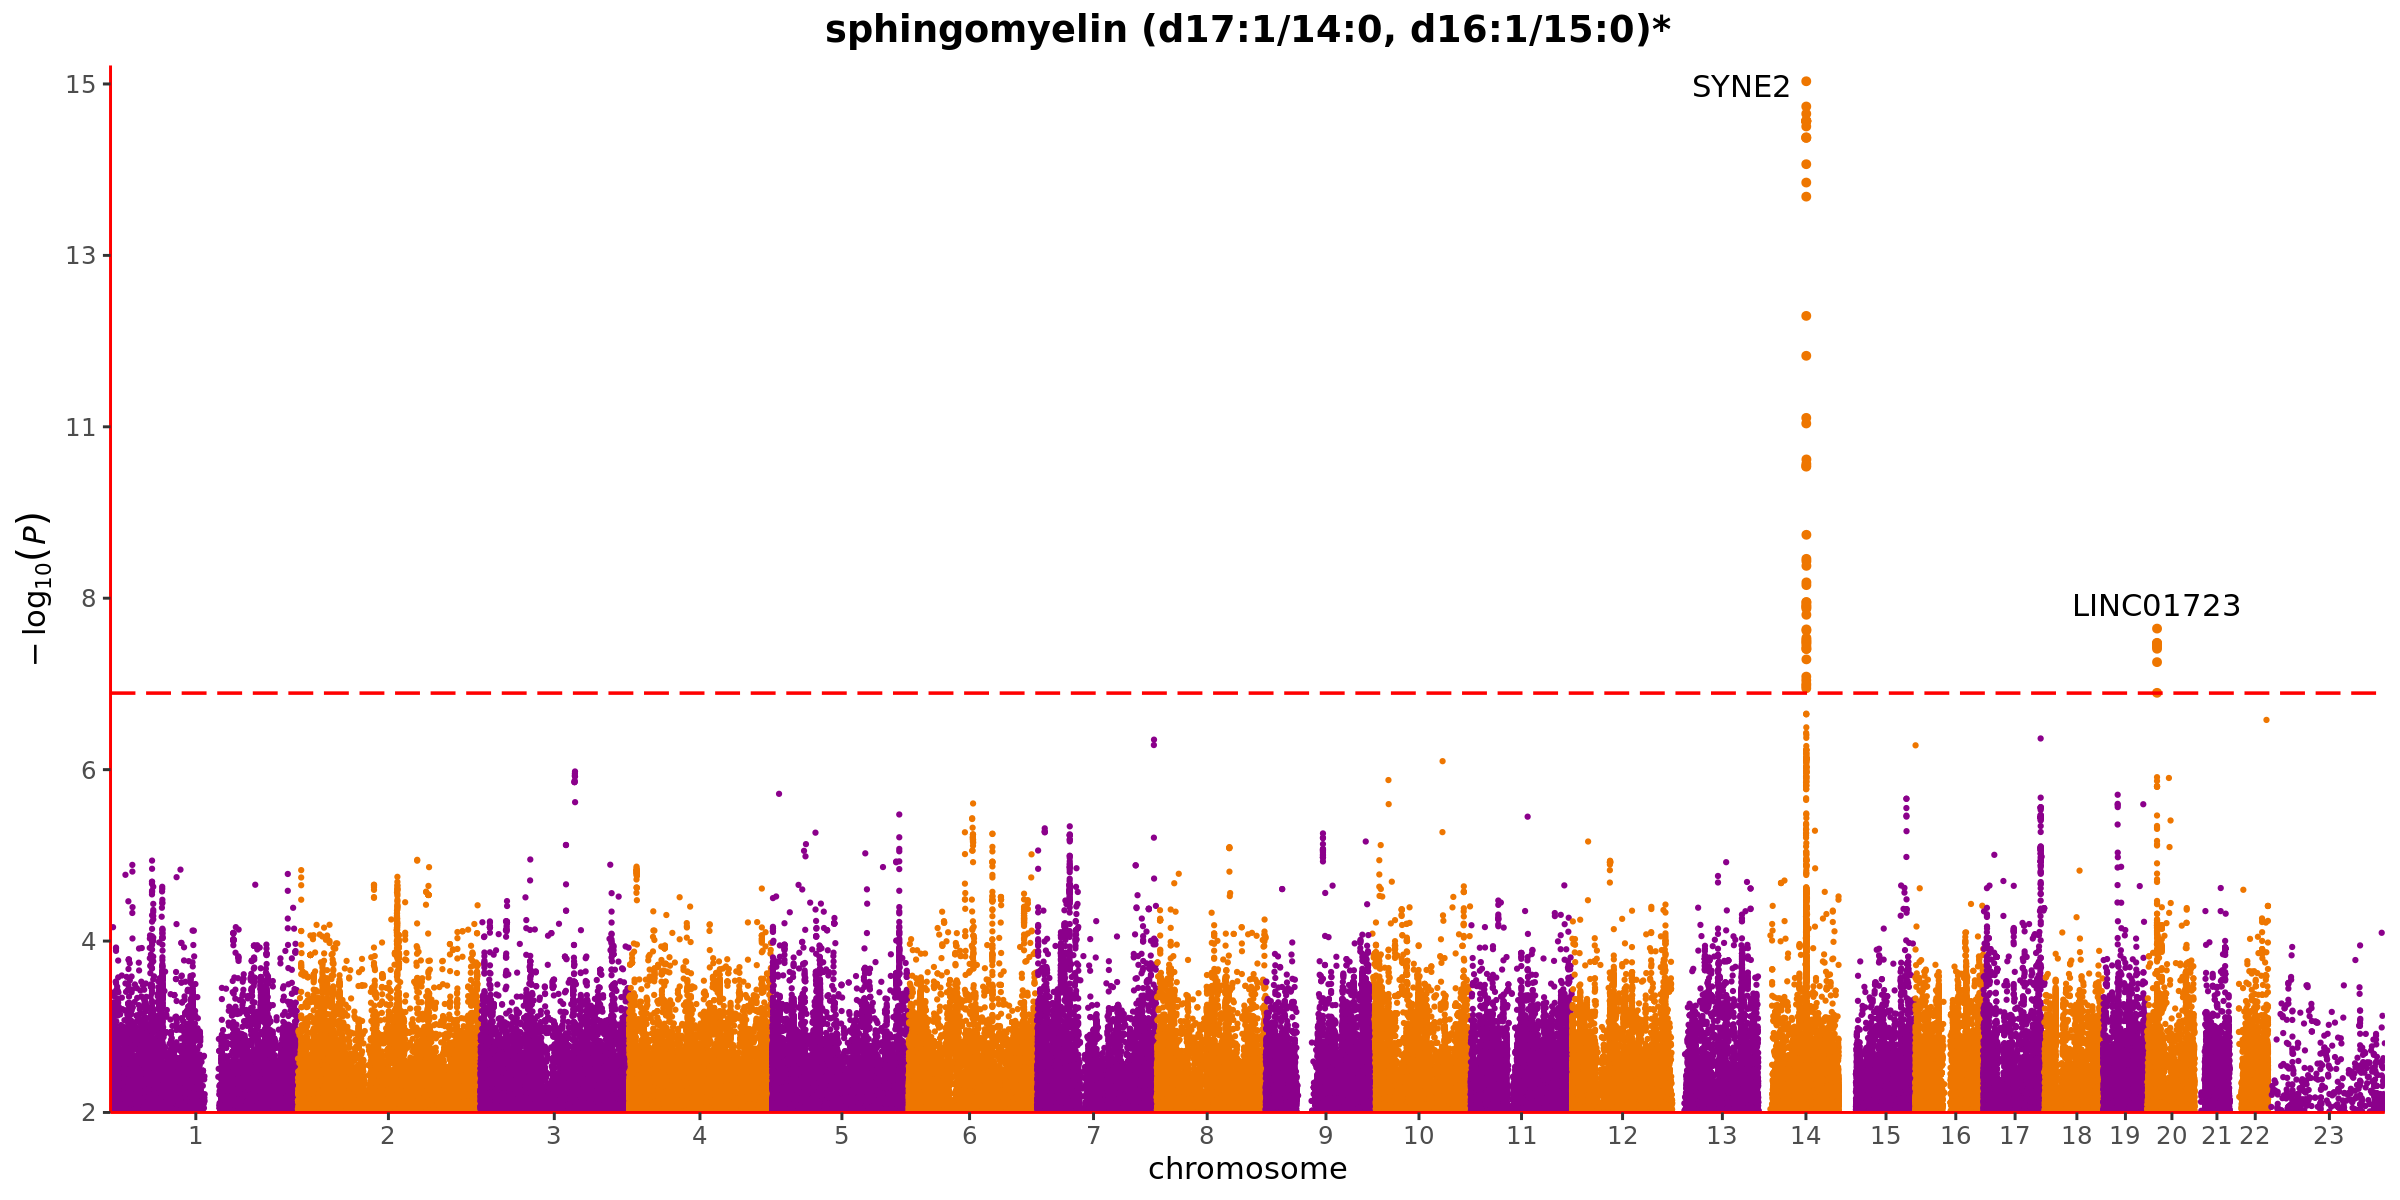 sphingomyelin (d17:1/14:0, d16:1/15:0)*
15
SYNE2
13
11
8
LINC01723
6
4
2
− log10(P)
1 2 3 4 5 6 7 8 9 10 11 12 13 14 15 16 17 18 19 20 21 22 23
chromosome